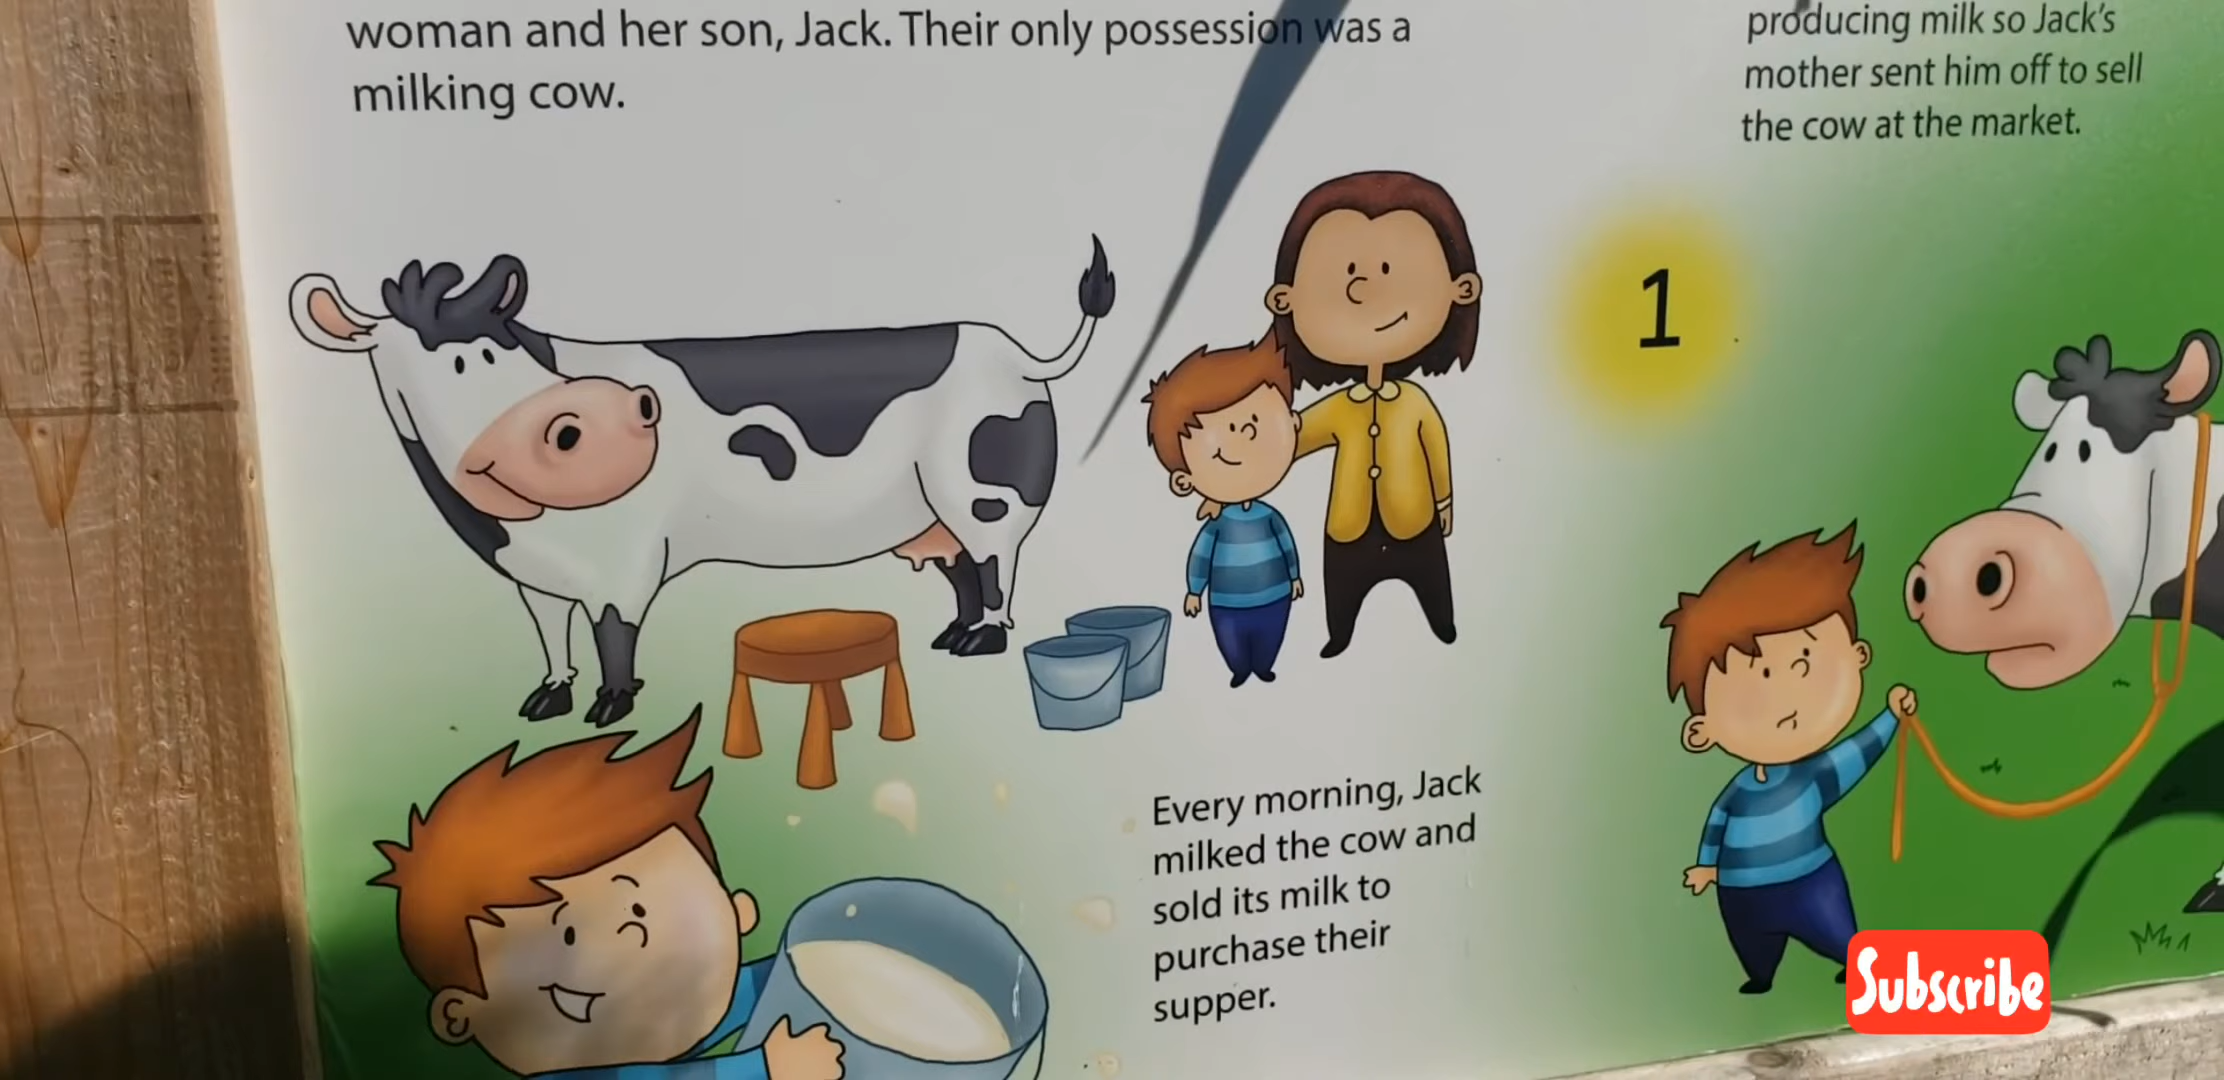 woman and her son, Jack. Their only possession was a
milking cow.
Every morning, Jack
milked the cow and
sold its milk to
purchase their
supper.
1
producing milk so Jack's
mother sent him off to sell
the cow at the market.
Subscribe